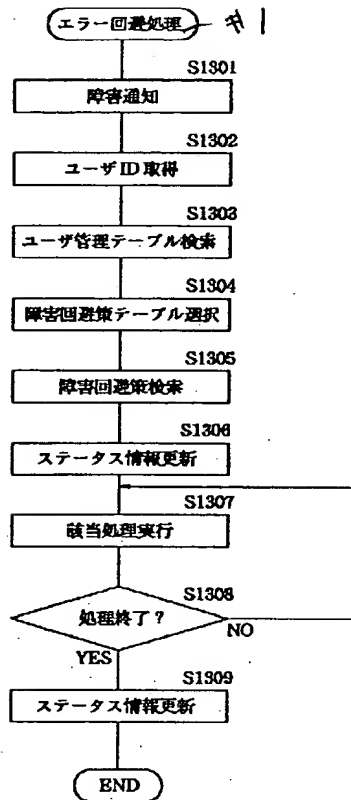 エラー回避処理
S1301
障害通知
S1302
ユーザID取得
S1303
ユーザ管理テーブル検索
S1304
障害回避策テーブル選択
S1305
障害回避策検索
S1306
ステータス情報更新
S1307
該当処理実行
S1308
処理終了？
NO
YES
S1309
ステータス情報更新
END